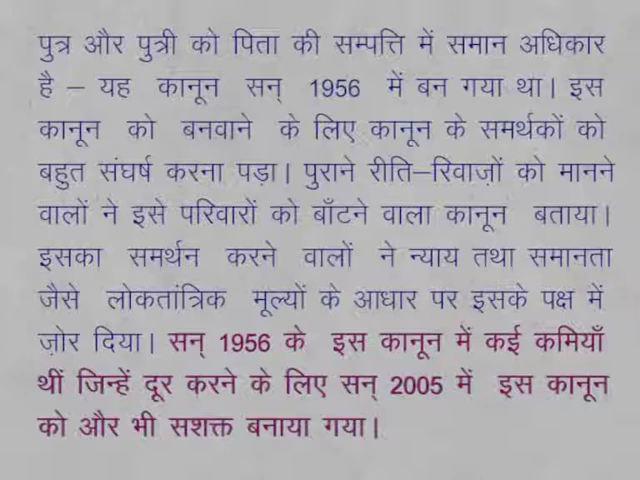 पुत्र और पुत्री को पिता की सम्पत्ति में समान अधिकार
है – यह कानून सन् 1956 में बन गया था। इस
कानून को बनवाने के लिए कानून के समर्थकों को
बहुत संघर्ष करना पड़ा। पुराने रीति–रिवाज़ों को मानने
वालों ने इसे परिवारों को बाँटने वाला कानून बताया।
इसका समर्थन करने वालों ने न्याय तथा समानता
जैसे लोकतांत्रिक मूल्यों के आधार पर इसके पक्ष में
ज़ोर दिया। सन् 1956 के इस कानून में कई कमियाँ
थीं जिन्हें दूर करने के लिए सन् 2005 में इस कानून
को और भी सशक्त बनाया गया।